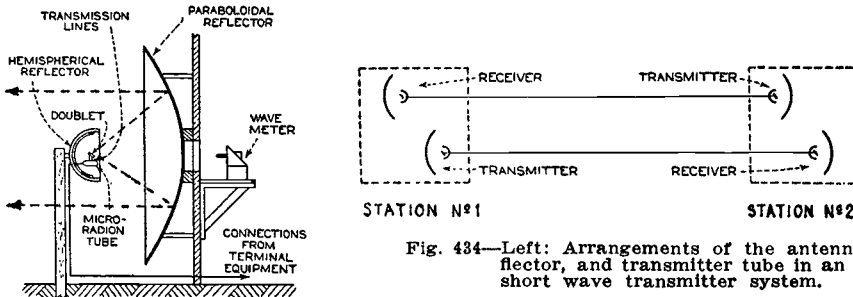 TRANSMISSION
LINES
PARABOLOIDAL
REFLECTOR
HEMISPHERICAL
REFLECTOR
DOUBLET
WAVE
METER
MICRO-
RADION
TUBE
CONNECTIONS
FROM
TERMINAL
EQUIPMENT
RECEIVER
TRANSMITTER
TRANSMITTER
RECEIVER
STATION Nº1
STATION Nº2
Fig. 434—Left: Arrangements of the antenn
flector, and transmitter tube in an
short wave transmitter system.